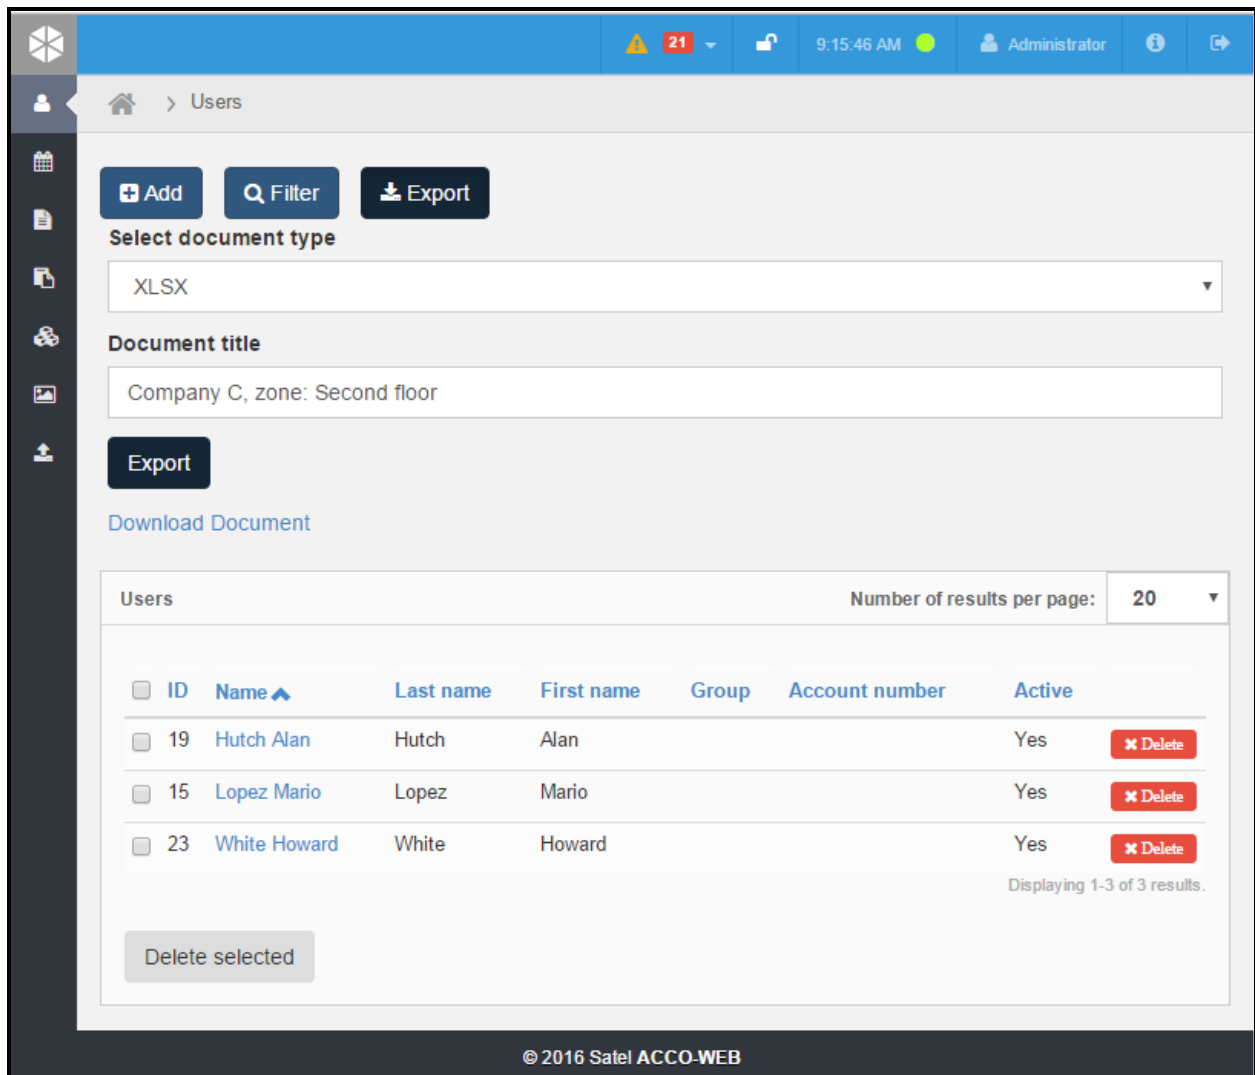 21 9:15:46 AM Administrator
Users
Add Filter Export
Select document type
XLSX
Document title
Company C, zone: Second floor
Export
Download Document
Users Number of results per page: 20
ID Name Last name First name Group Account number Active
19 Hutch Alan Hutch Alan Yes Delete
15 Lopez Mario Lopez Mario Yes Delete
23 White Howard White Howard Yes Delete
Displaying 1-3 of 3 results.
Delete selected
© 2016 Satel ACCO-WEB